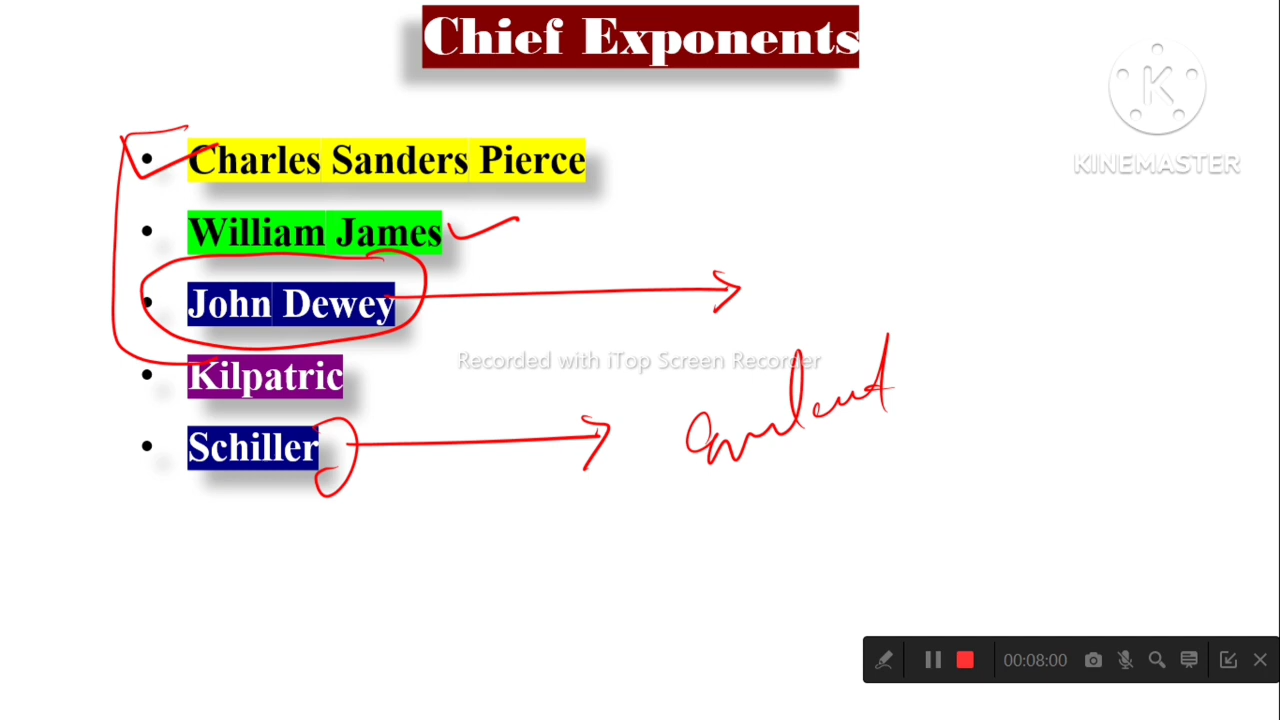 Chief Exponents
KINEMASTER
• Charles Sanders Pierce
• William James
• John Dewey
Recorded with iTop Screen Recorder
• Kilpatric
• Schiller
00:08:00